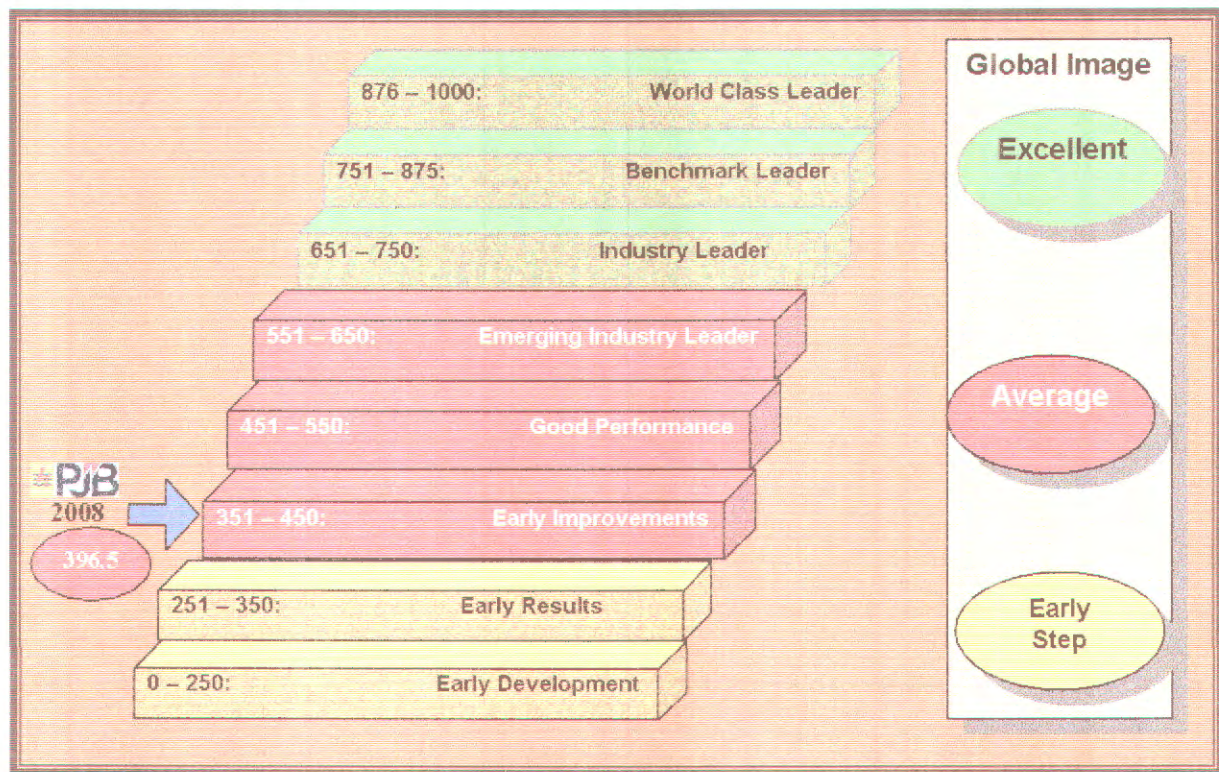 Global Image
876 – 1000: World Class Leader
Excellent
751 – 875: Benchmark Leader
651 – 750: Industry Leader
551 – 650: Emerging Industry Leader
Average
451 – 550: Good Performance
PJB
2008
351 – 450: Early Improvements
396.5
251 – 350: Early Results
Early
Step
0 – 250: Early Development